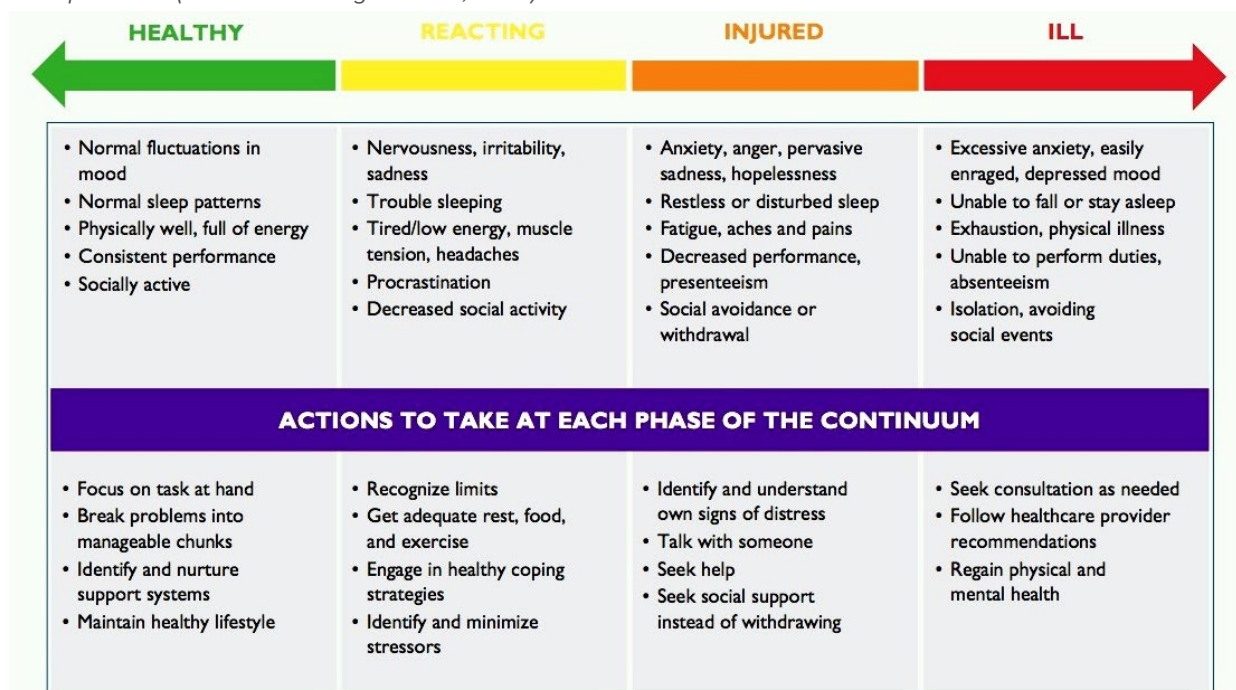 HEALTHY
REACTING
INJURED
ILL
• Normal fluctuations in
mood
• Normal sleep patterns
• Physically well, full of energy
• Consistent performance
• Socially active
• Nervousness, irritability,
sadness
• Trouble sleeping
• Tired/low energy, muscle
tension, headaches
• Procrastination
• Decreased social activity
• Anxiety, anger, pervasive
sadness, hopelessness
• Restless or disturbed sleep
• Fatigue, aches and pains
• Decreased performance,
presenteeism
• Social avoidance or
withdrawal
• Excessive anxiety, easily
enraged, depressed mood
• Unable to fall or stay asleep
• Exhaustion, physical illness
• Unable to perform duties,
absenteeism
• Isolation, avoiding
social events
ACTIONS TO TAKE AT EACH PHASE OF THE CONTINUUM
• Focus on task at hand
• Break problems into
manageable chunks
• Identify and nurture
support systems
• Maintain healthy lifestyle
• Recognize limits
• Get adequate rest, food,
and exercise
• Engage in healthy coping
strategies
• Identify and minimize
stressors
• Identify and understand
own signs of distress
• Talk with someone
• Seek help
• Seek social support
instead of withdrawing
• Seek consultation as needed
• Follow healthcare provider
recommendations
• Regain physical and
mental health